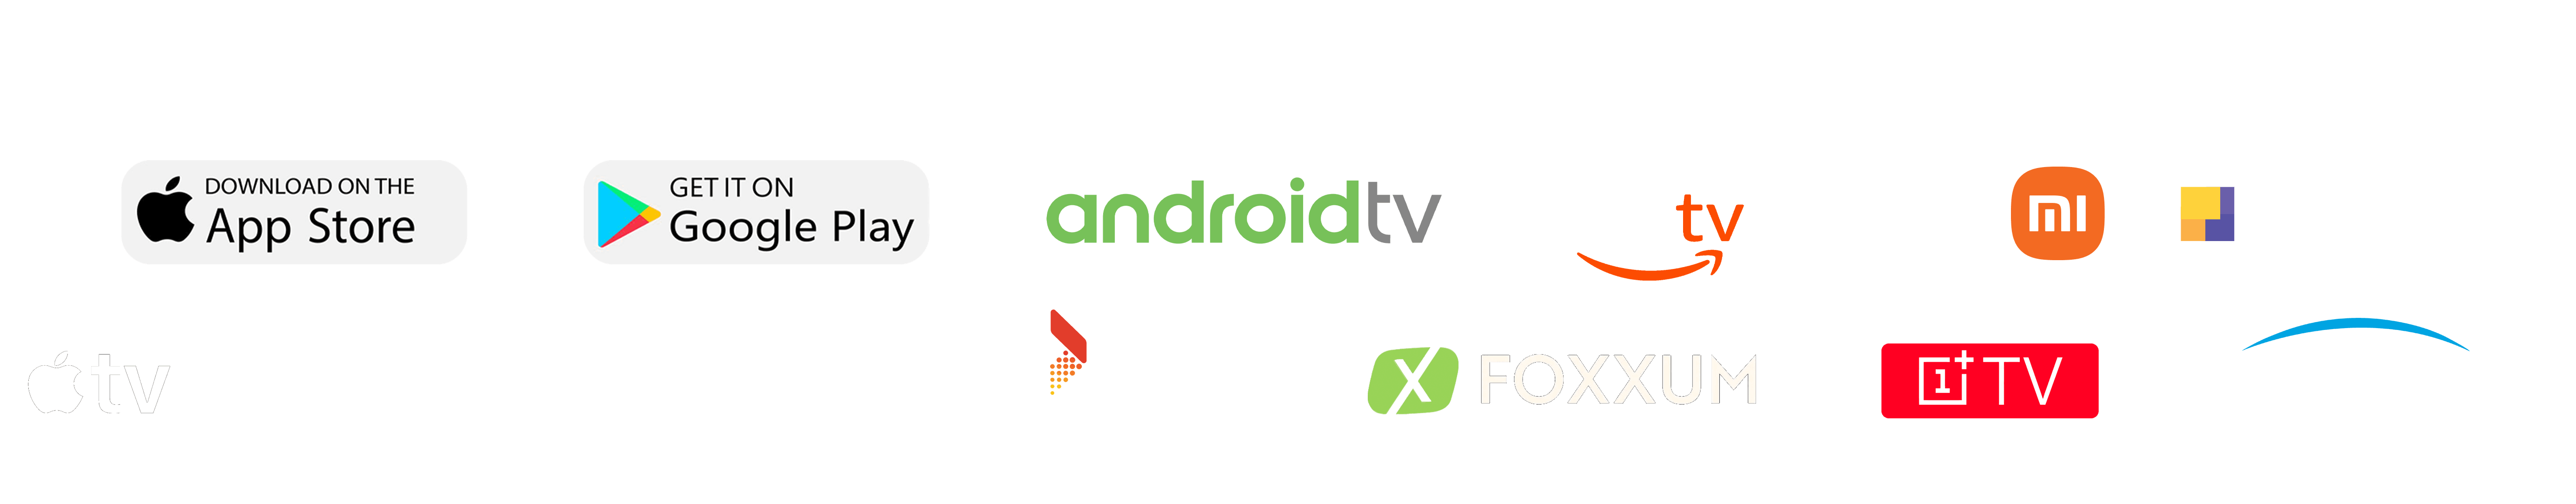 DOWNLOAD ON THE
App Store
GET IT ON
Google Play
androidtv
tv
mi
tv
FOXXUM
1+ TV